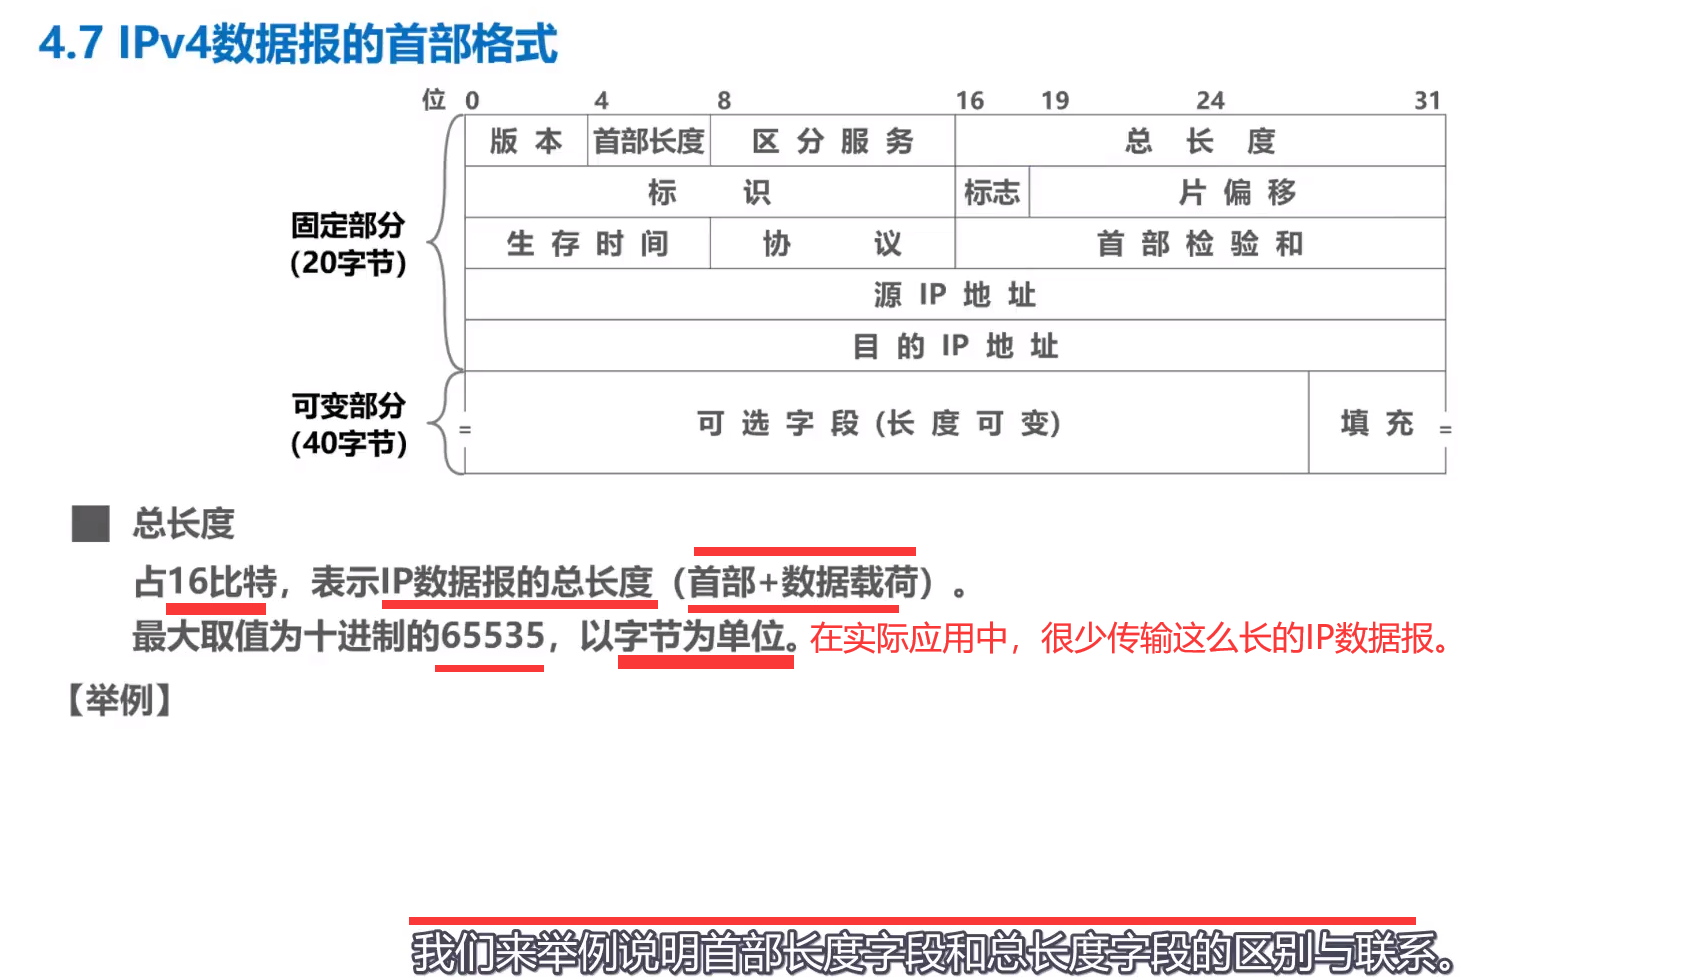 4.7 IPv4数据报的首部格式
位 0 4 8 16 19 24 31
版 本 首部长度 区 分 服 务 总 长 度
标 识 标志 片 偏 移
固定部分
(20字节)
生 存 时 间 协 议 首 部 检 验 和
源 IP 地 址
目 的 IP 地 址
可变部分
(40字节)
可 选 字 段 (长 度 可 变) 填 充
总长度
占16比特，表示IP数据报的总长度（首部+数据载荷）。
最大取值为十进制的65535，以字节为单位。在实际应用中，很少传输这么长的IP数据报。
【举例】
我们来举例说明首部长度字段和总长度字段的区别与联系。